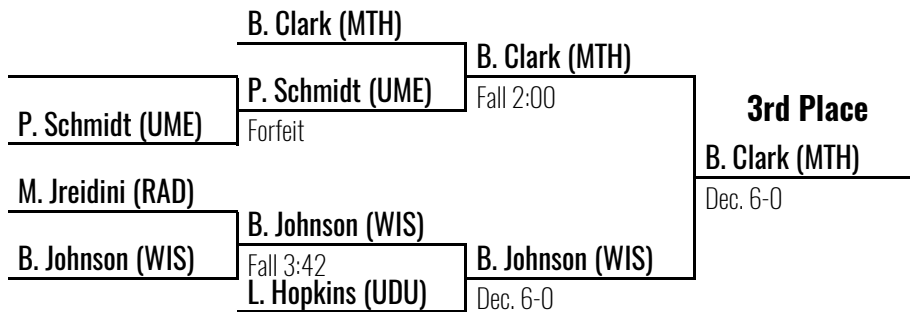 B. Clark (MTH)
B. Clark (MTH)
P. Schmidt (UME)
Fall 2:00
3rd Place
P. Schmidt (UME)
Forfeit
B. Clark (MTH)
M. Jreidini (RAD)
Dec. 6-0
B. Johnson (WIS)
B. Johnson (WIS)
Fall 3:42
B. Johnson (WIS)
L. Hopkins (UDU)
Dec. 6-0